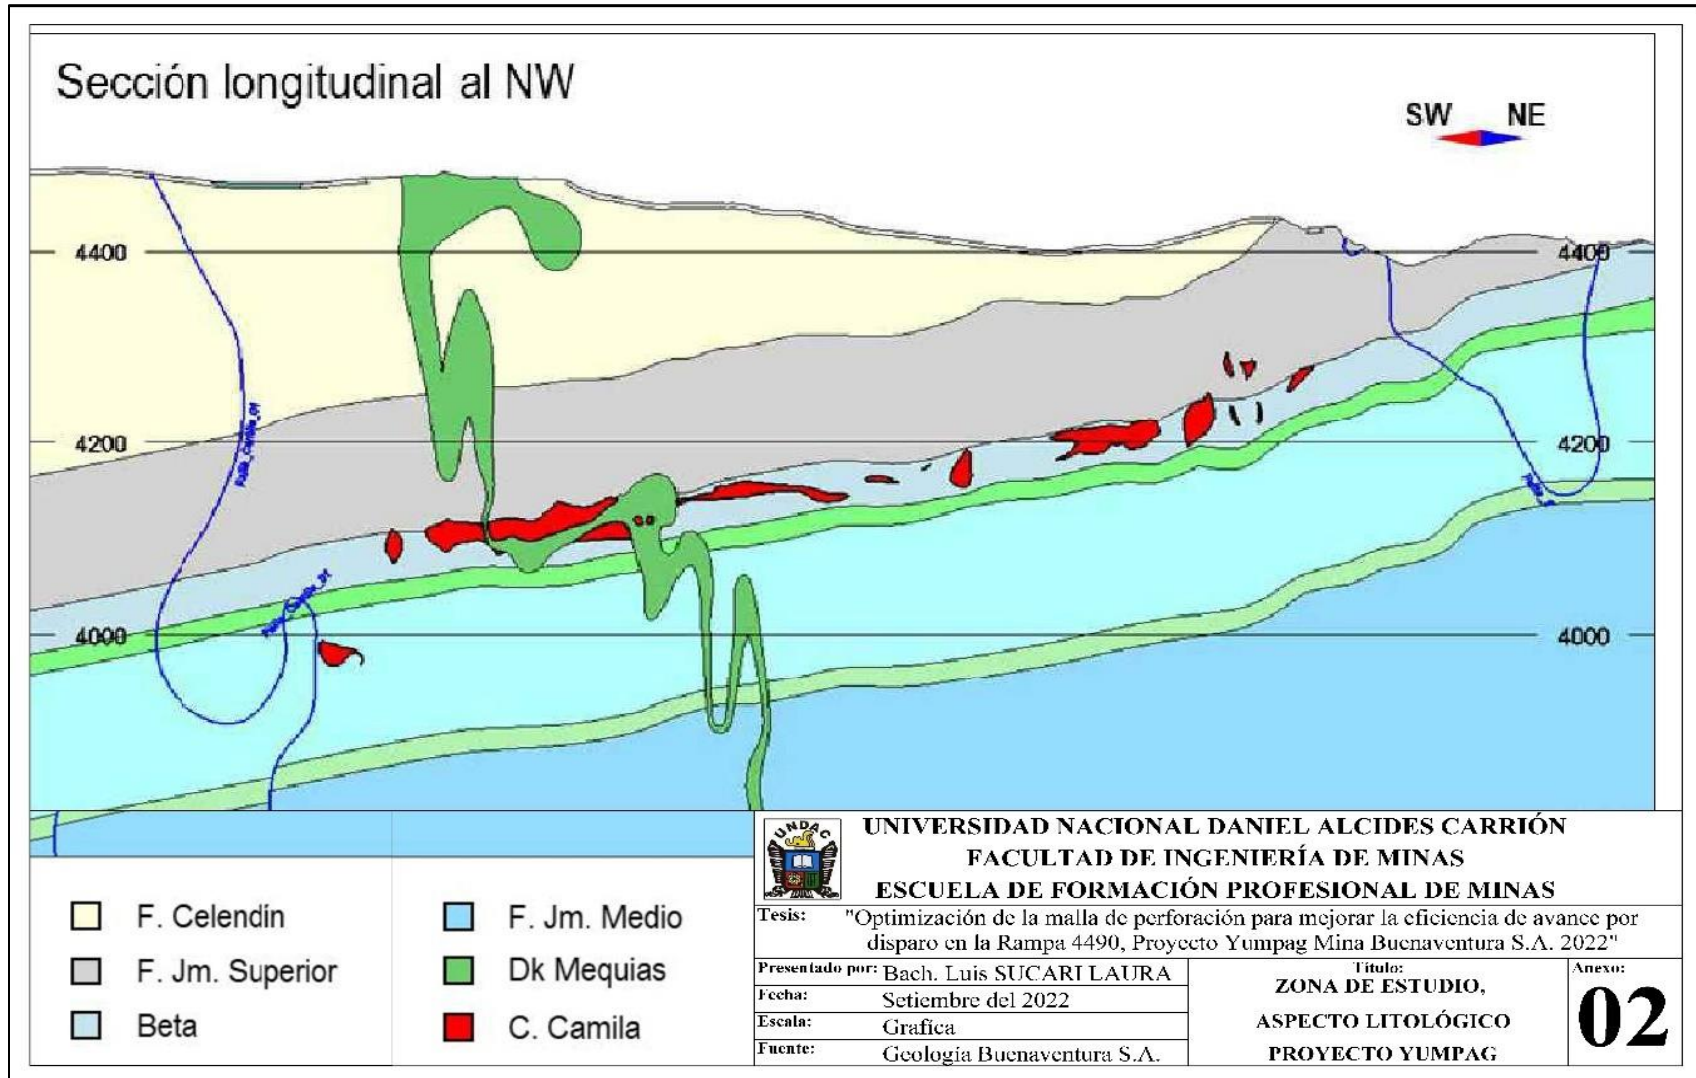 Sección longitudinal al NW
SW NE
4400 4400
4200 4200
4000 4000
F. Celendín
F. Jm. Superior
Beta
F. Jm. Medio
Dk Mequias
C. Camila
UNDAC
UNIVERSIDAD NACIONAL DANIEL ALCIDES CARRIÓN
FACULTAD DE INGENIERÍA DE MINAS
ESCUELA DE FORMACIÓN PROFESIONAL DE MINAS
Tesis: "Optimización de la malla de perforación para mejorar la eficiencia de avance por
disparo en la Rampa 4490, Proyecto Yumpag Mina Buenaventura S.A. 2022"
Presentado por: Bach. Luis SUCARI LAURA
Fecha: Setiembre del 2022
Escala: Grafica
Fuente: Geología Buenaventura S.A.
Título:
ZONA DE ESTUDIO,
ASPECTO LITOLÓGICO
PROYECTO YUMPAG
Anexo:
02